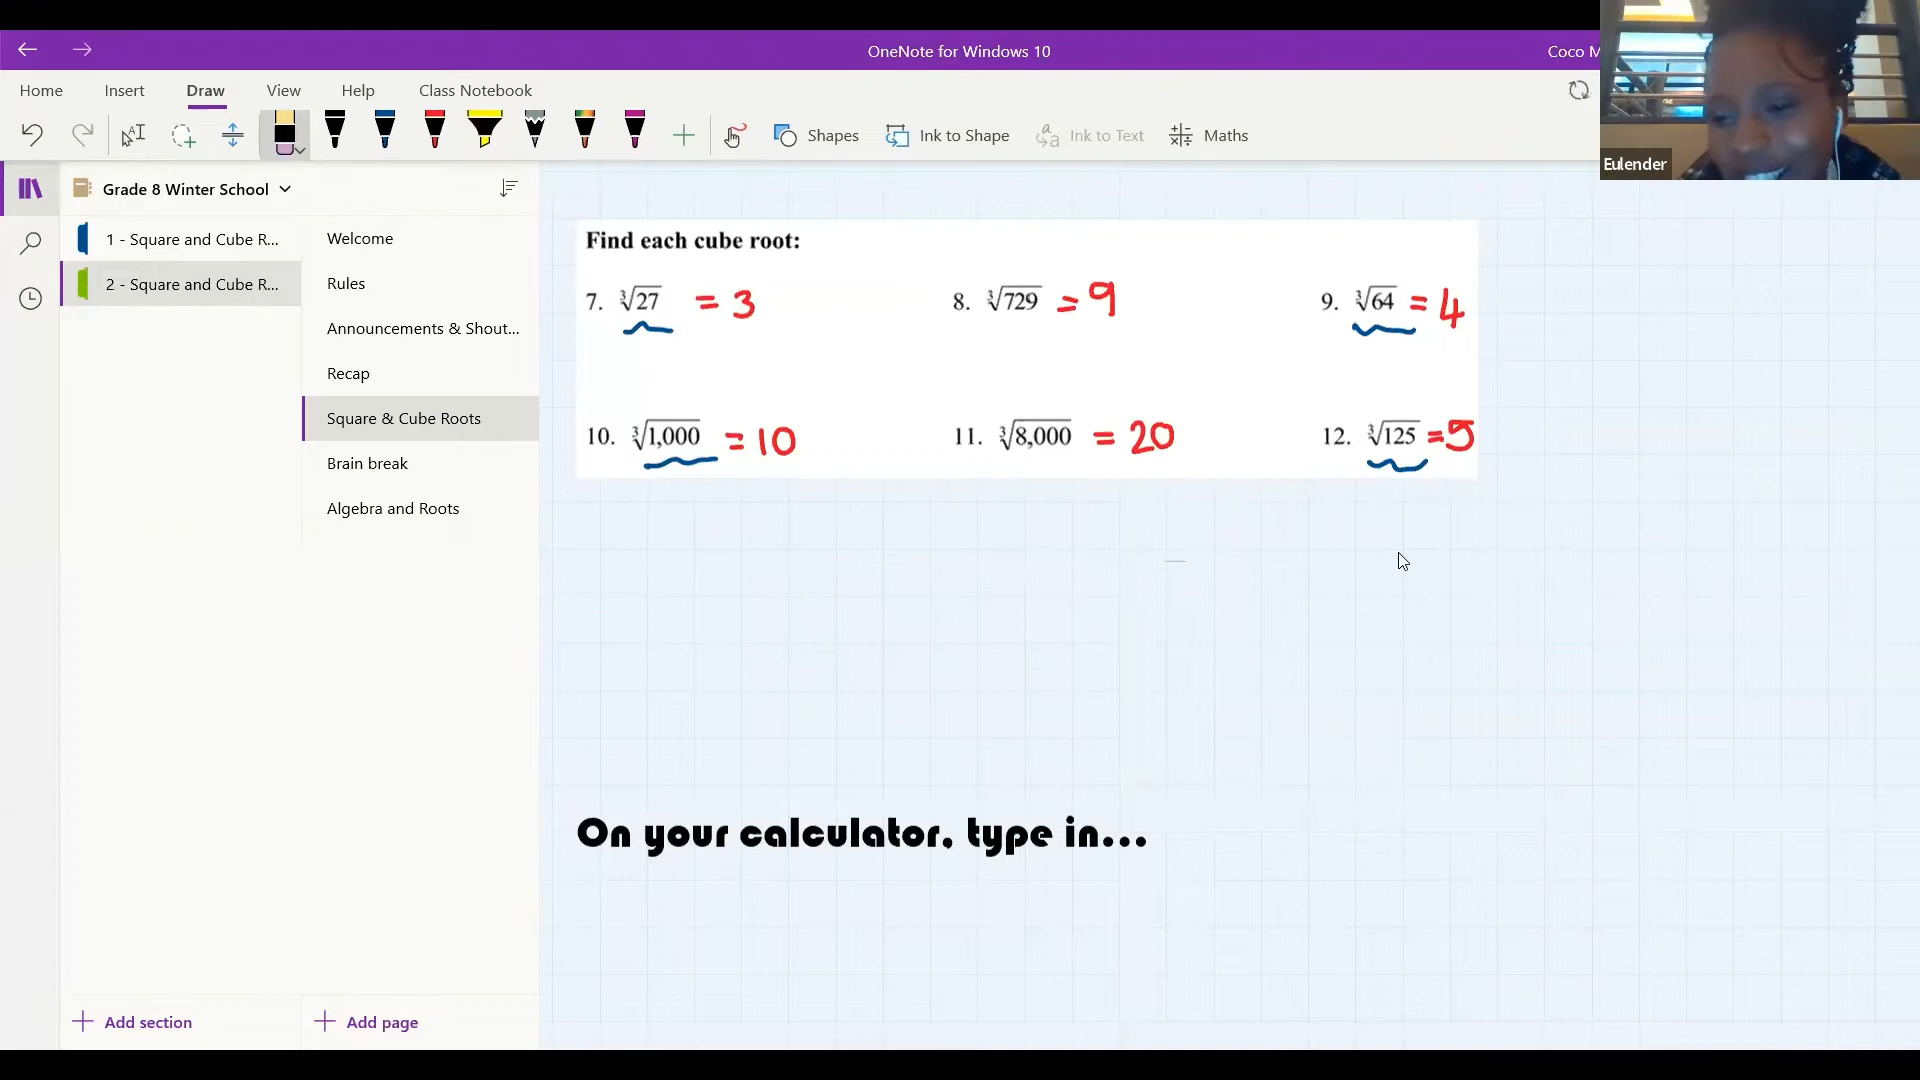 OneNote for Windows 10
Coco M
Home Insert Draw View Help Class Notebook
Shapes Ink to Shape Ink to Text Maths
Eulender
Grade 8 Winter School
1 - Square and Cube R...
2 - Square and Cube R...
Welcome
Rules
Announcements & Shout...
Recap
Square & Cube Roots
Brain break
Algebra and Roots
Add section
Add page
Find each cube root:
7. ∛27 = 3 8. ∛729 = 9 9. ∛64 = 4
10. ∛1,000 = 10 11. ∛8,000 = 20 12. ∛125 = 5
On your calculator, type in...